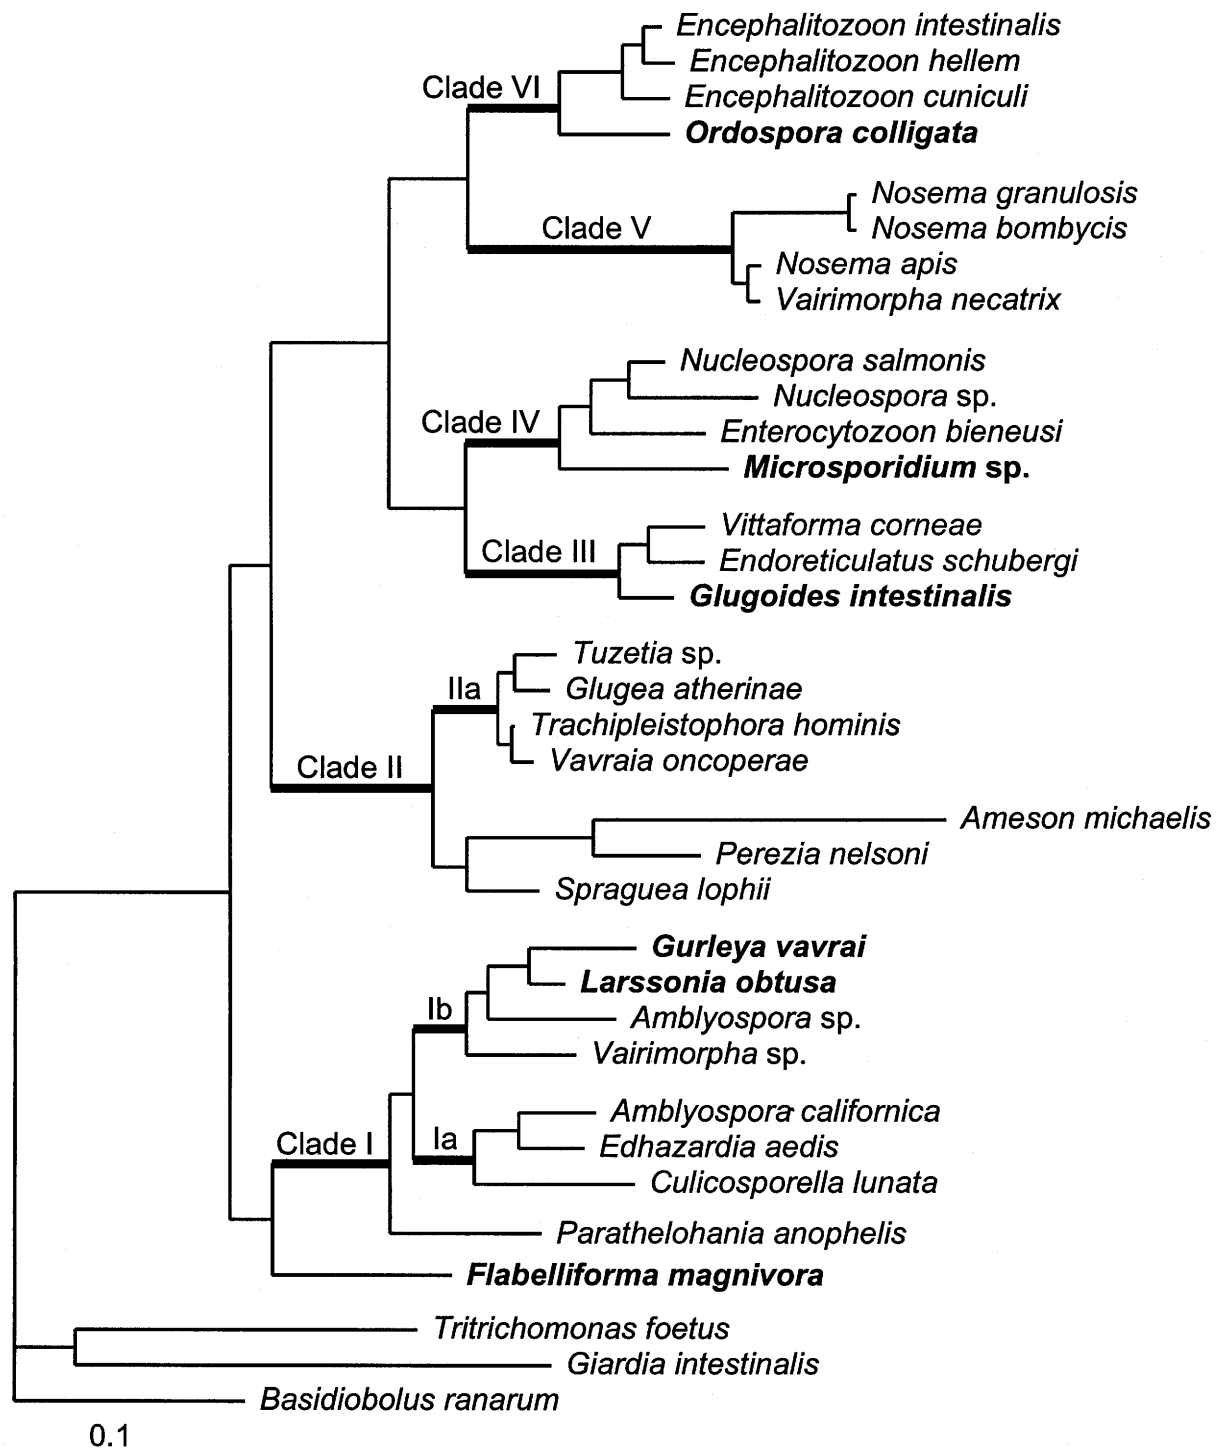 Encephalitozoon intestinalis
Encephalitozoon hellem
Clade VI
Encephalitozoon cuniculi
Ordospora colligata
Nosema granulosis
Clade V
Nosema bombycis
Nosema apis
Vairimorpha necatrix
Nucleospora salmonis
Nucleospora sp.
Clade IV
Enterocytozoon bieneusi
Microsporidium sp.
Vittaforma corneae
Clade III
Endoreticulatus schubergi
Glugoides intestinalis
Tuzetia sp.
IIa
Glugea atherinae
Trachipleistophora hominis
Vavraia oncoperae
Clade II
Ameson michaelis
Perezia nelsoni
Spraguea lophii
Gurleya vavrai
Larssonia obtusa
Ib
Amblyospora sp.
Vairimorpha sp.
Amblyospora californica
Clade I
Ia
Edhazardia aedis
Culicosporella lunata
Parathelohania anophelis
Flabelliforma magnivora
Tritrichomonas foetus
Giardia intestinalis
Basidiobolus ranarum
0.1